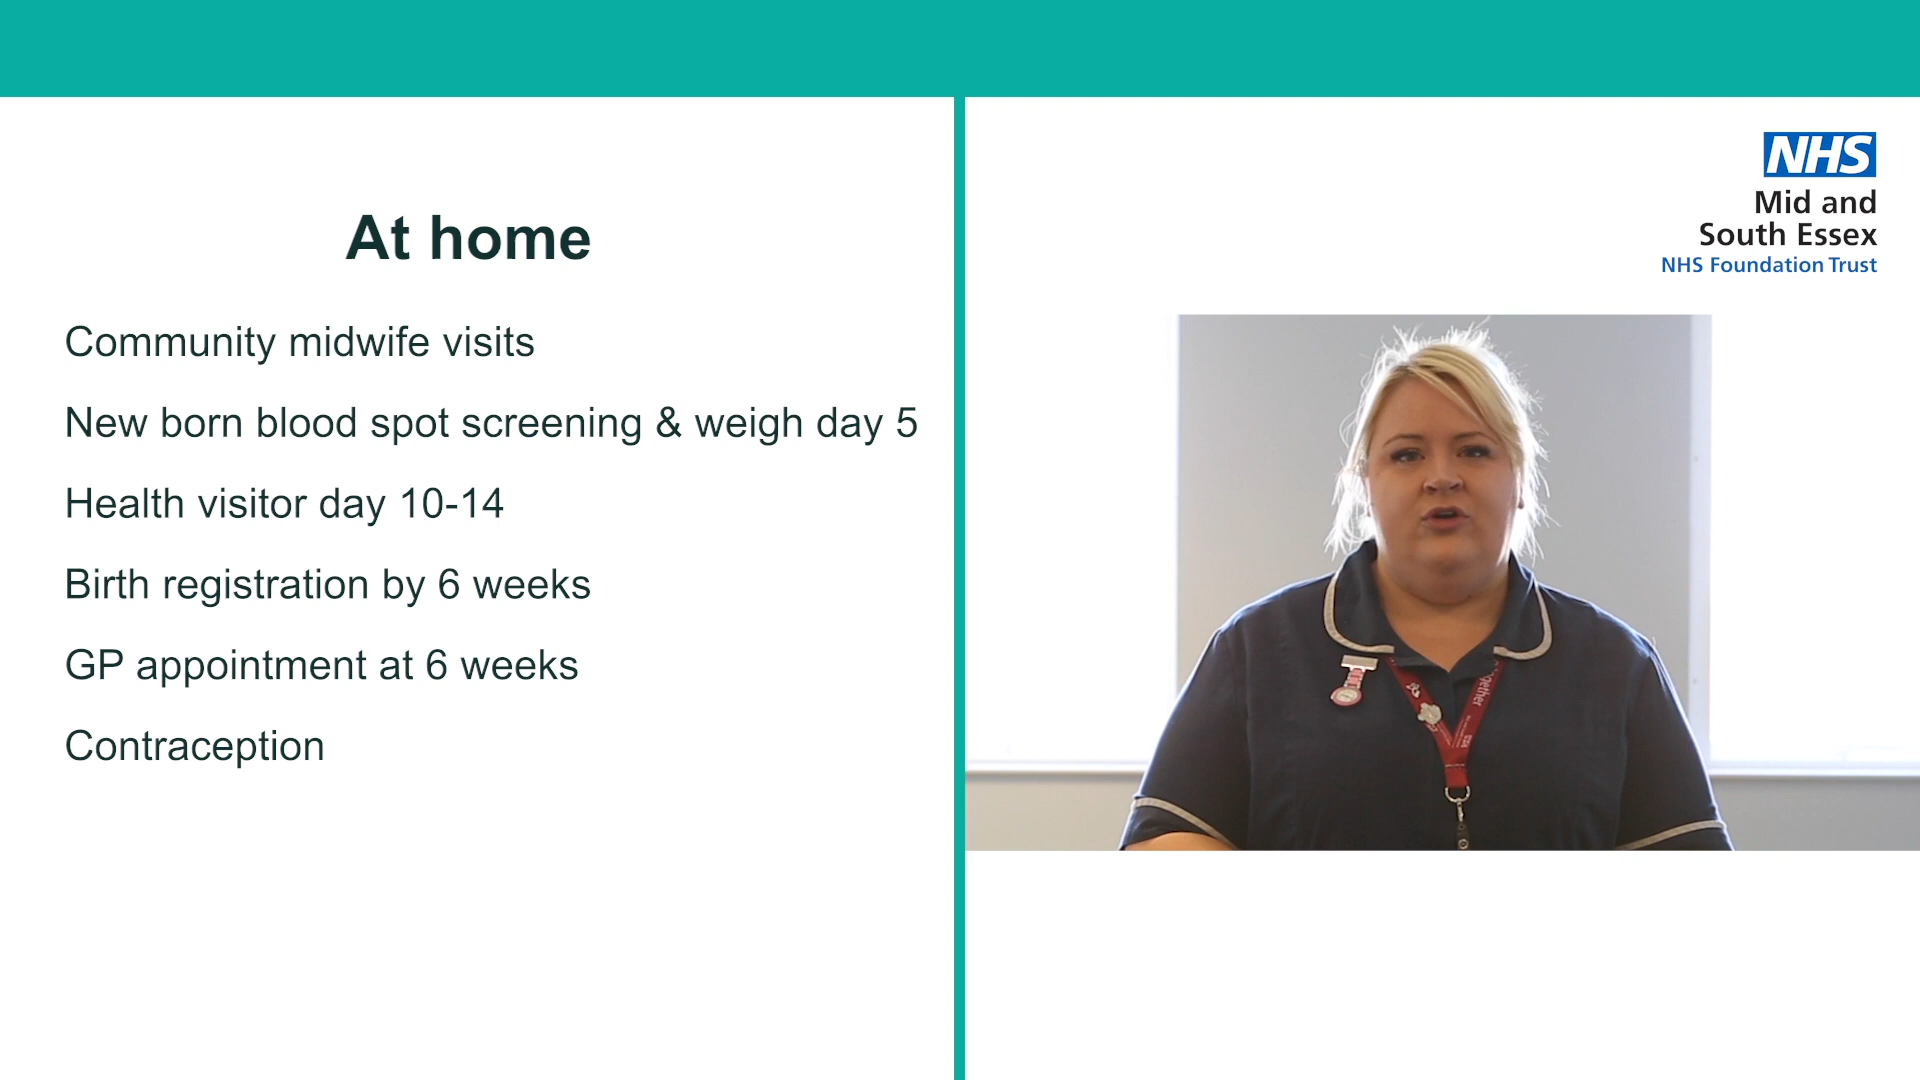 At home
Community midwife visits
New born blood spot screening & weigh day 5
Health visitor day 10-14
Birth registration by 6 weeks
GP appointment at 6 weeks
Contraception
NHS
Mid and
South Essex
NHS Foundation Trust
together